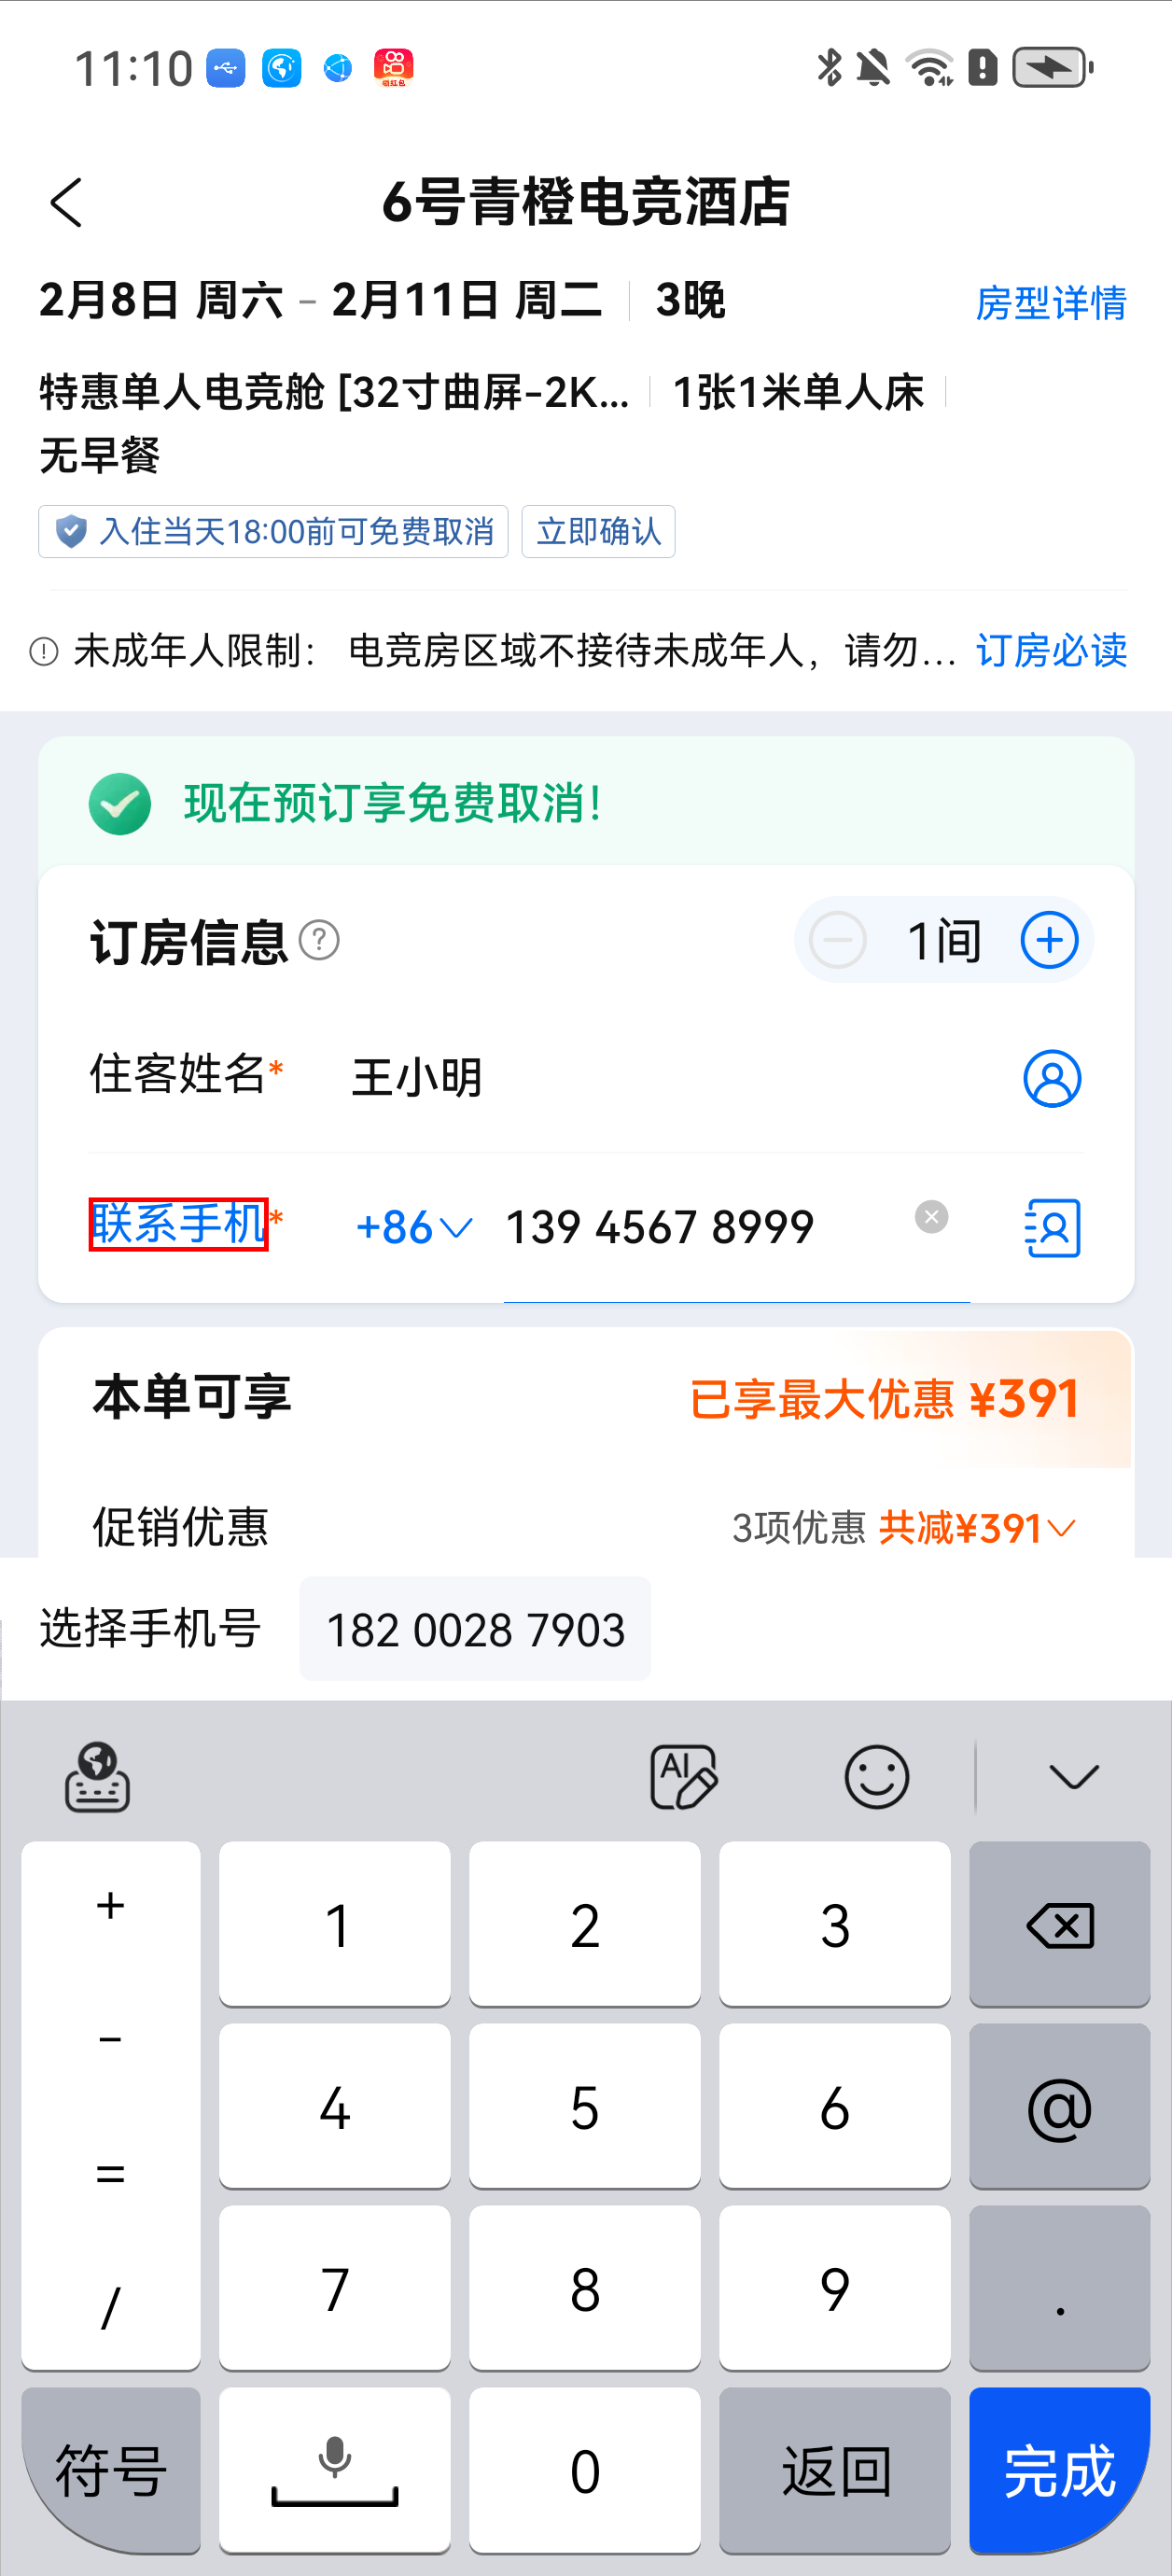 11:10
领红包
6号青橙电竞酒店
2月8日 周六 - 2月11日 周二 3晚 房型详情
特惠单人电竞舱 [32寸曲屏-2K... 1张1米单人床
无早餐
入住当天18:00前可免费取消 立即确认
未成年人限制： 电竞房区域不接待未成年人，请勿... 订房必读
现在预订享免费取消！
订房信息 ? 1间
住客姓名* 王小明
联系手机* +86 139 4567 8999
本单可享 已享最大优惠 ¥391
促销优惠 3项优惠 共减¥391
选择手机号 182 0028 7903
AI
+ 1 2 3
- 4 5 6 @
=
/ 7 8 9 .
符号 0 返回 完成